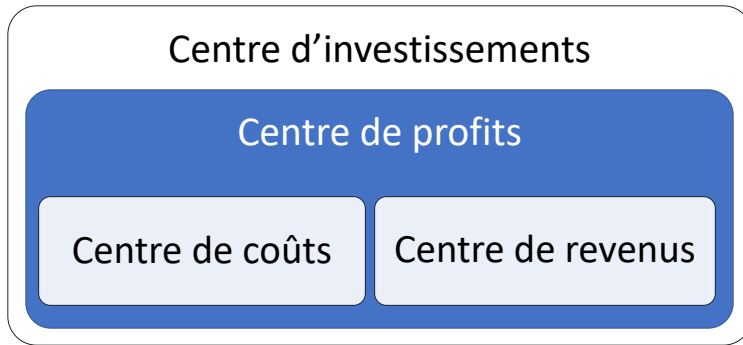 Centre d’investissements
Centre de profits
Centre de coûts
Centre de revenus